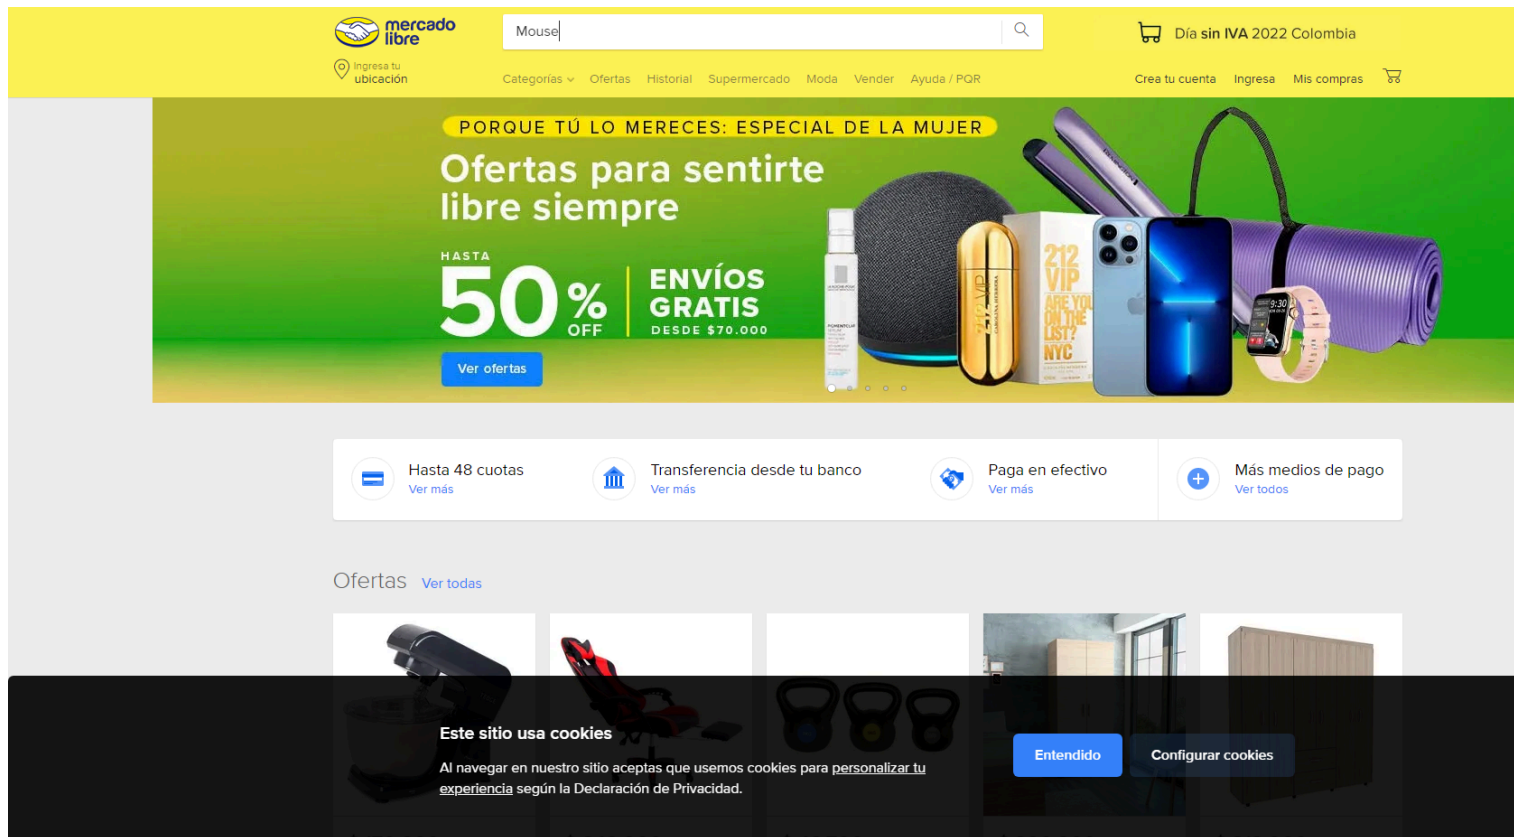 mercado
libre
Mouse
Día sin IVA 2022 Colombia
Ingresa tu
ubicación
Categorías
Ofertas
Historial
Supermercado
Moda
Vender
Ayuda / PQR
Crea tu cuenta
Ingresa
Mis compras
PORQUE TÚ LO MERECES: ESPECIAL DE LA MUJER
Ofertas para sentirte
libre siempre
HASTA
50%
OFF
ENVÍOS
GRATIS
DESDE $70.000
Ver ofertas
212 VIP
212
VIP
ARE YOU
ON THE
LIST?
NYC
9:30
Hasta 48 cuotas
Ver más
Transferencia desde tu banco
Ver más
Paga en efectivo
Ver más
Más medios de pago
Ver todos
Ofertas
Ver todas
Este sitio usa cookies
Al navegar en nuestro sitio aceptas que usemos cookies para personalizar tu
experiencia según la Declaración de Privacidad.
Entendido
Configurar cookies